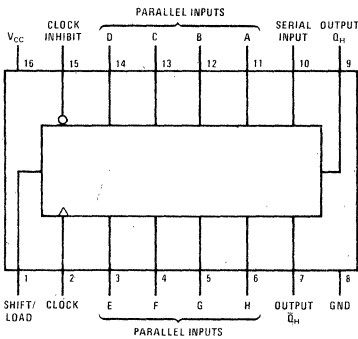 PARALLEL INPUTS
CLOCK SERIAL OUTPUT
VCC INHIBIT D C B A INPUT QH
16 15 14 13 12 11 10 9
1 2 3 4 5 6 7 8
SHIFT/ CLOCK E F G H OUTPUT GND
LOAD Q̅H
PARALLEL INPUTS